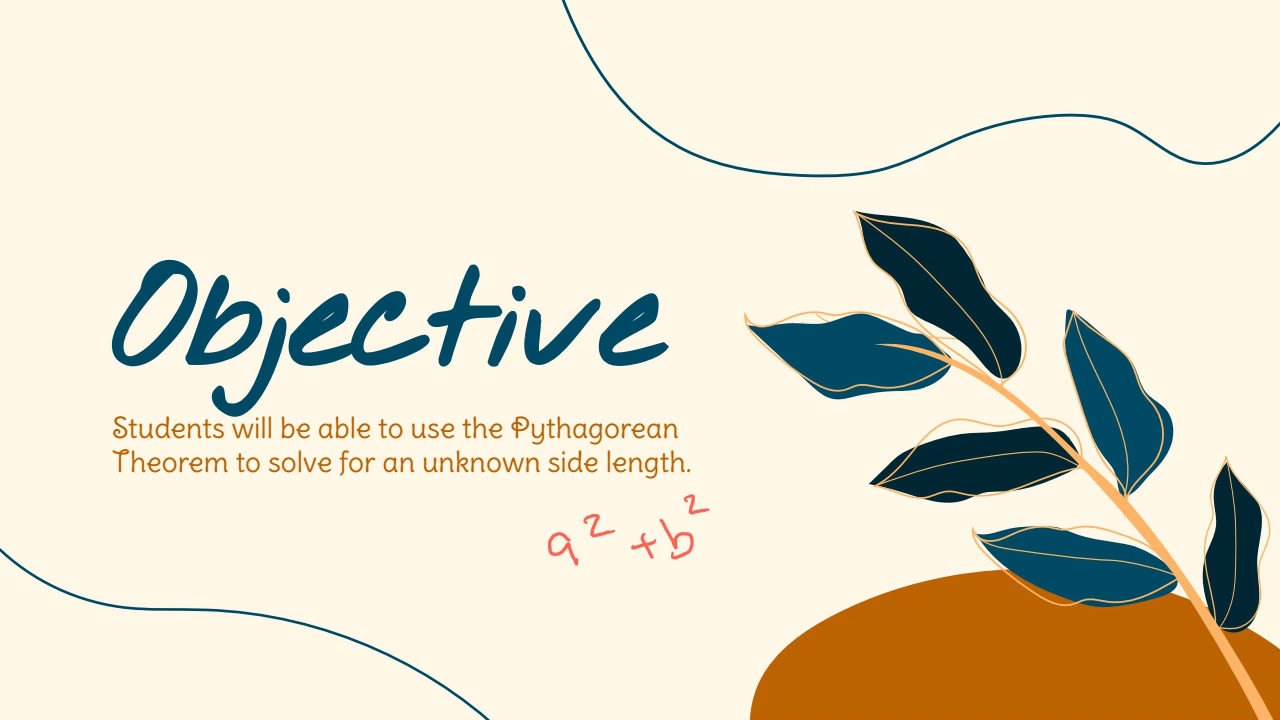 Objective
Students will be able to use the Pythagorean
Theorem to solve for an unknown side length.
a² + b²